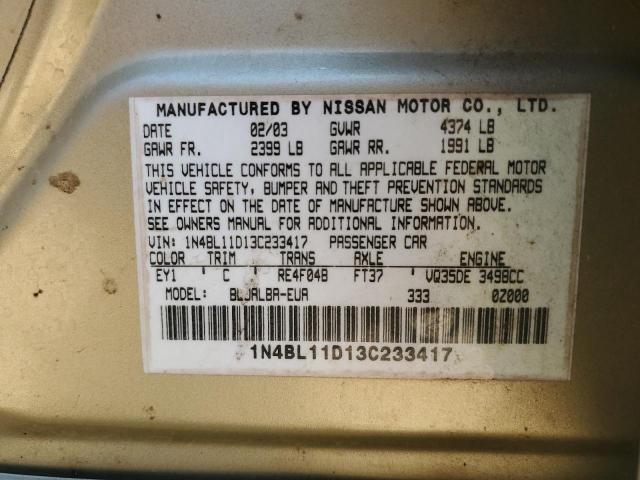 MANUFACTURED BY NISSAN MOTOR CO., LTD.
DATE 02/03 GVWR 4374 LB
GAWR FR. 2399 LB GAWR RR. 1991 LB
THIS VEHICLE CONFORMS TO ALL APPLICABLE FEDERAL MOTOR
VEHICLE SAFETY, BUMPER AND THEFT PREVENTION STANDARDS
IN EFFECT ON THE DATE OF MANUFACTURE SHOWN ABOVE.
SEE OWNERS MANUAL FOR ADDITIONAL INFORMATION.
VIN: 1N4BL11D13C233417 PASSENGER CAR
COLOR TRIM TRANS AXLE ENGINE
EY1 C RE4F04B FT37 VQ35DE 3498CC
MODEL: BLJALBA-EUA 333 0Z000
1N4BL11D13C233417